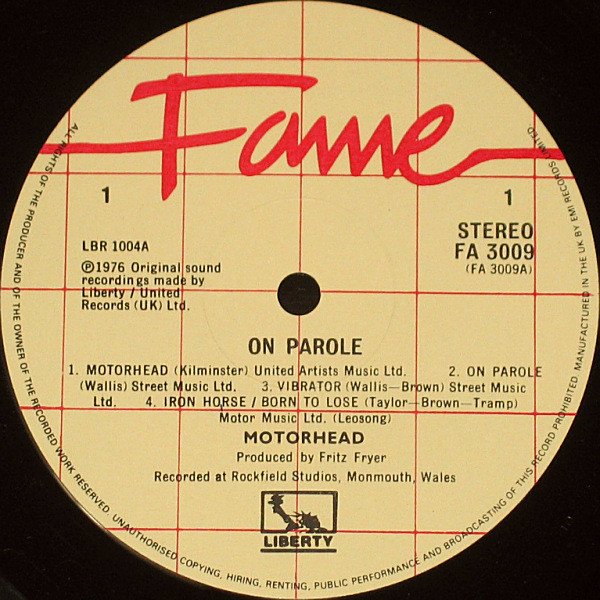 Fame
1
1
LBR 1004A
STEREO
FA 3009
(FA 3009A)
℗1976 Original sound
recordings made by
Liberty / United
Records (UK) Ltd.
ON PAROLE
1. MOTORHEAD (Kilminster) United Artists Music Ltd. 2. ON PAROLE
(Wallis) Street Music Ltd. 3. VIBRATOR (Wallis—Brown) Street Music
Ltd. 4. IRON HORSE / BORN TO LOSE (Taylor—Brown—Tramp)
Motor Music Ltd. (Leosong)
MOTORHEAD
Produced by Fritz Fryer
Recorded at Rockfield Studios, Monmouth, Wales
LIBERTY
ALL RIGHTS OF THE PRODUCER AND OF THE OWNER OF THE RECORDED WORK RESERVED. UNAUTHORISED COPYING, HIRING, RENTING, PUBLIC PERFORMANCE AND BROADCASTING OF THIS RECORD PROHIBITED. MANUFACTURED IN THE UK BY EMI RECORDS LIMITED